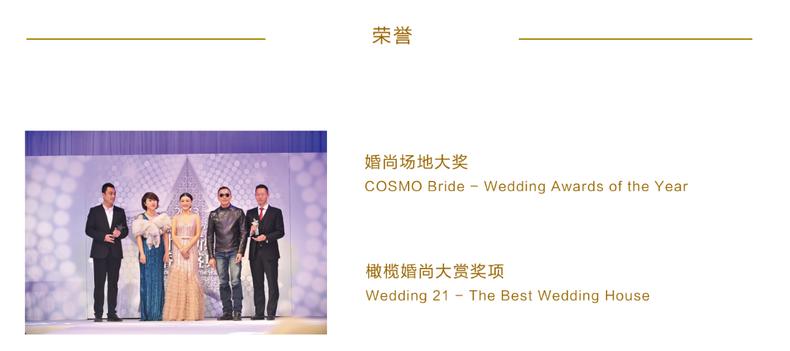 荣誉
婚尚场地大奖
COSMO Bride – Wedding Awards of the Year
橄榄婚尚大赏奖项
Wedding 21 – The Best Wedding House